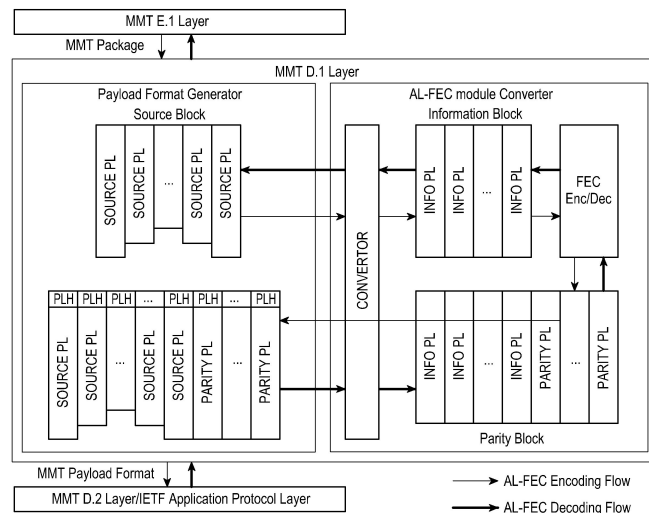 MMT E.1 Layer
MMT Package
MMT D.1 Layer
Payload Format Generator
Source Block
SOURCE PL
SOURCE PL
...
SOURCE PL
SOURCE PL
AL-FEC module Converter
Information Block
INFO PL
INFO PL
...
INFO PL
FEC
Enc/Dec
CONVERTOR
PLH PLH PLH ... PLH PLH ... PLH
SOURCE PL
SOURCE PL
...
SOURCE PL
SOURCE PL
PARITY PL
...
PARITY PL
INFO PL
INFO PL
...
INFO PL
PARITY PL
...
PARITY PL
Parity Block
MMT Payload Format
MMT D.2 Layer/IETF Application Protocol Layer
AL-FEC Encoding Flow
AL-FEC Decoding Flow